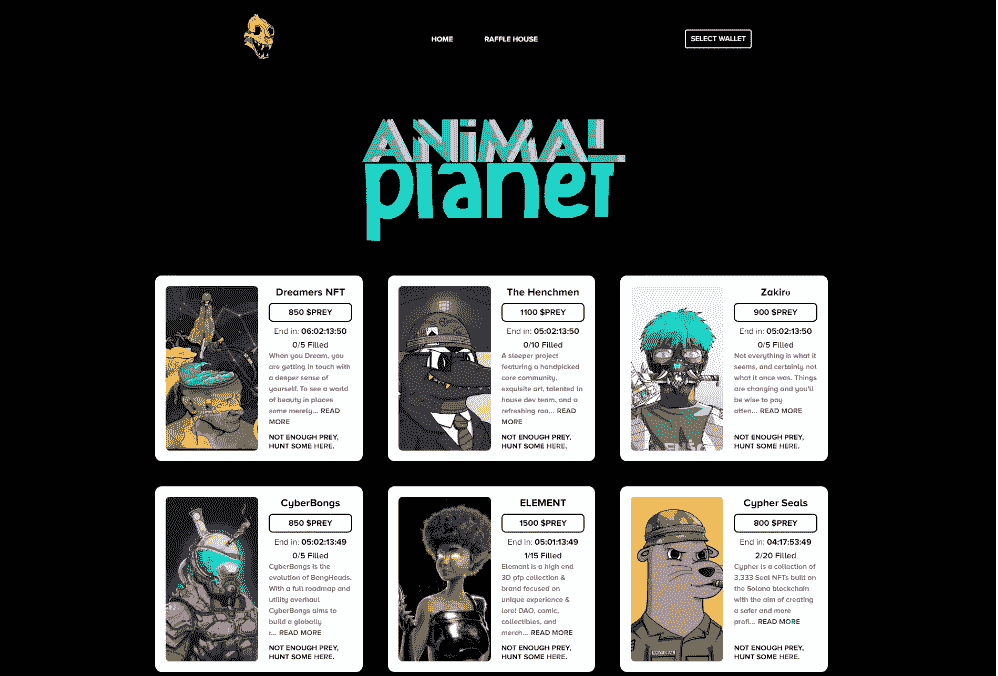 HOME
RAFFLE HOUSE
SELECT WALLET
ANiMAL
planet
Dreamers NFT
850 $PREY
End in: 06:02:13:50
0/5 Filled
When you Dream, you
are getting in touch with
a deeper sense of
yourself. To see a world
of beauty in places
some merely... READ
MORE
NOT ENOUGH PREY,
HUNT SOME HERE.
The Henchmen
1100 $PREY
End in: 05:02:13:50
0/10 Filled
A sleeper project
featuring a handpicked
core community,
exquisite art, talented in
house dev team, and a
refreshing roa... READ
MORE
NOT ENOUGH PREY,
HUNT SOME HERE.
Zakiro
900 $PREY
End in: 05:02:13:50
0/5 Filled
Not everything is what it
seems, and certainly not
what it once was. Things
are changing and you'll
be wise to pay
atten... READ MORE
NOT ENOUGH PREY,
HUNT SOME HERE.
CyberBongs
850 $PREY
End in: 05:02:13:49
0/5 Filled
CyberBongs is the
evolution of BongHeads.
With a full roadmap and
utility overhaul
CyberBongs aims to
build a globally
r... READ MORE
NOT ENOUGH PREY,
HUNT SOME HERE.
ELEMENT
1500 $PREY
End in: 05:01:13:49
1/15 Filled
Element is a high end
3D pfp collection &
brand focused on
unique experience &
lore! DAO, comic,
collectibles, and
merch... READ MORE
NOT ENOUGH PREY,
HUNT SOME HERE.
Cypher Seals
800 $PREY
End in: 04:17:53:49
2/20 Filled
Cypher is a collection of
3,333 Seal NFTs built on
the Solana blockchain
with the aim of creating
a safer and more
profi... READ MORE
NOT ENOUGH PREY,
HUNT SOME HERE.